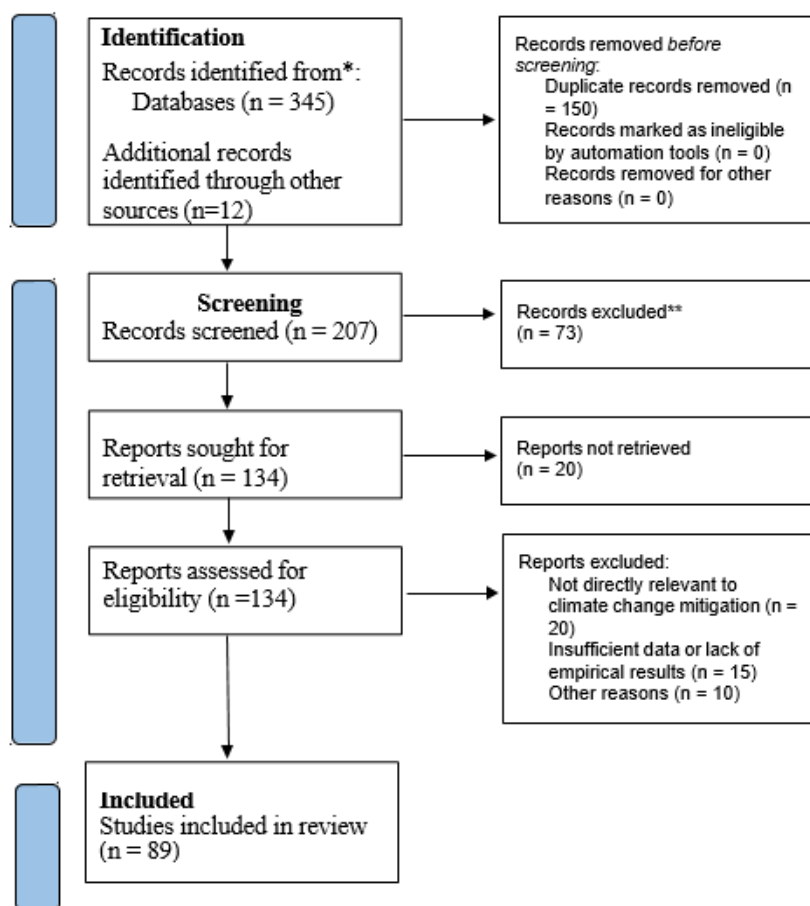 Identification
Records identified from*:
Databases (n = 345)
Additional records
identified through other
sources (n=12)
Records removed before
screening:
Duplicate records removed (n
= 150)
Records marked as ineligible
by automation tools (n = 0)
Records removed for other
reasons (n = 0)
Screening
Records screened (n = 207)
Records excluded**
(n = 73)
Reports sought for
retrieval (n = 134)
Reports not retrieved
(n = 20)
Reports assessed for
eligibility (n =134)
Reports excluded:
Not directly relevant to
climate change mitigation (n =
20)
Insufficient data or lack of
empirical results (n = 15)
Other reasons (n = 10)
Included
Studies included in review
(n = 89)